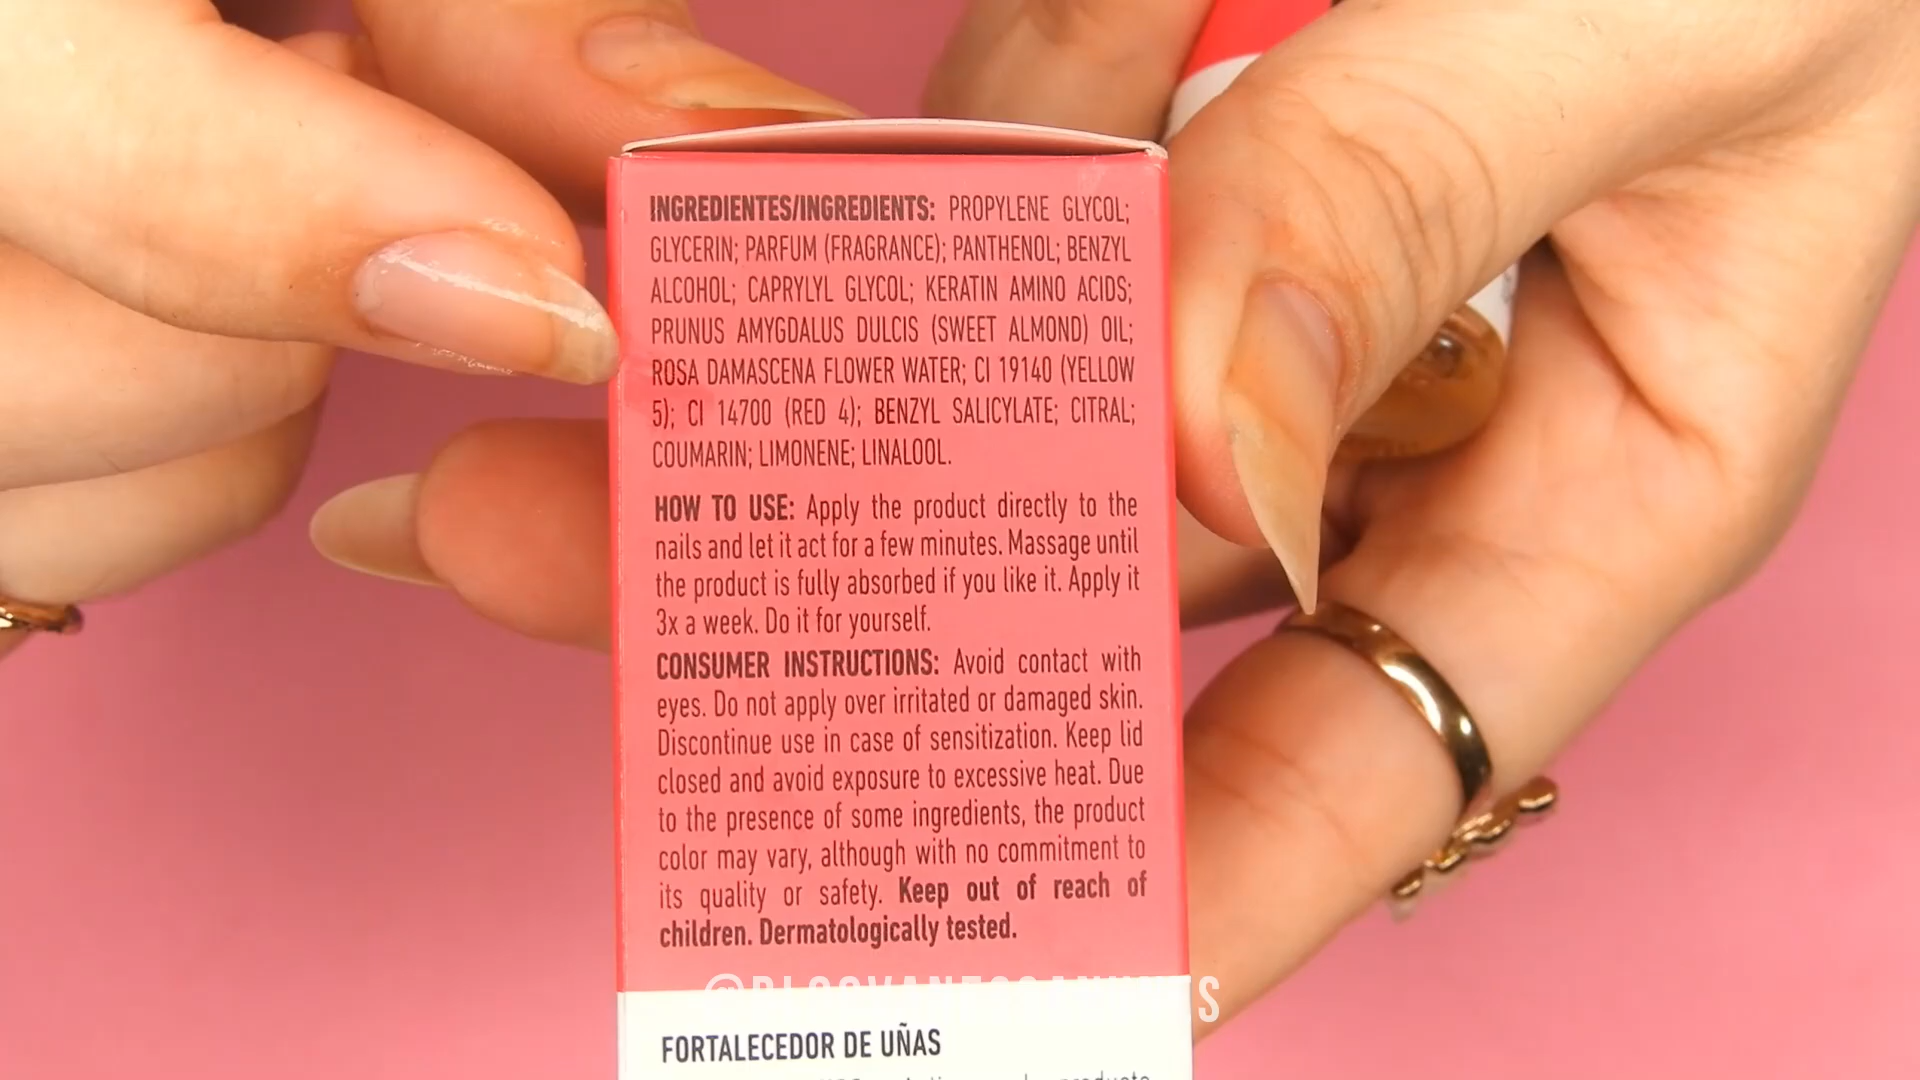 INGREDIENTES/INGREDIENTS: PROPYLENE GLYCOL;
GLYCERIN; PARFUM (FRAGRANCE); PANTHENOL; BENZYL
ALCOHOL; CAPRYLYL GLYCOL; KERATIN AMINO ACIDS;
PRUNUS AMYGDALUS DULCIS (SWEET ALMOND) OIL;
ROSA DAMASCENA FLOWER WATER; CI 19140 (YELLOW
5); CI 14700 (RED 4); BENZYL SALICYLATE; CITRAL;
COUMARIN; LIMONENE; LINALOOL.
HOW TO USE: Apply the product directly to the
nails and let it act for a few minutes. Massage until
the product is fully absorbed if you like it. Apply it
3x a week. Do it for yourself.
CONSUMER INSTRUCTIONS: Avoid contact with
eyes. Do not apply over irritated or damaged skin.
Discontinue use in case of sensitization. Keep lid
closed and avoid exposure to excessive heat. Due
to the presence of some ingredients, the product
color may vary, although with no commitment to
its quality or safety. Keep out of reach of
children. Dermatologically tested.
FORTALECEDOR DE UÑAS